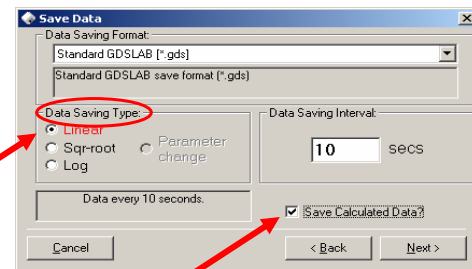 Save Data
Data Saving Format:
Standard GDSLAB (*.gds)
Standard GDSLAB save format (*.gds)
Data Saving Type:
Linear
Sqr-root
Log
Parameter
change
Data Saving Interval:
10 secs
Data every 10 seconds.
Save Calculated Data?
Cancel
< Back
Next >